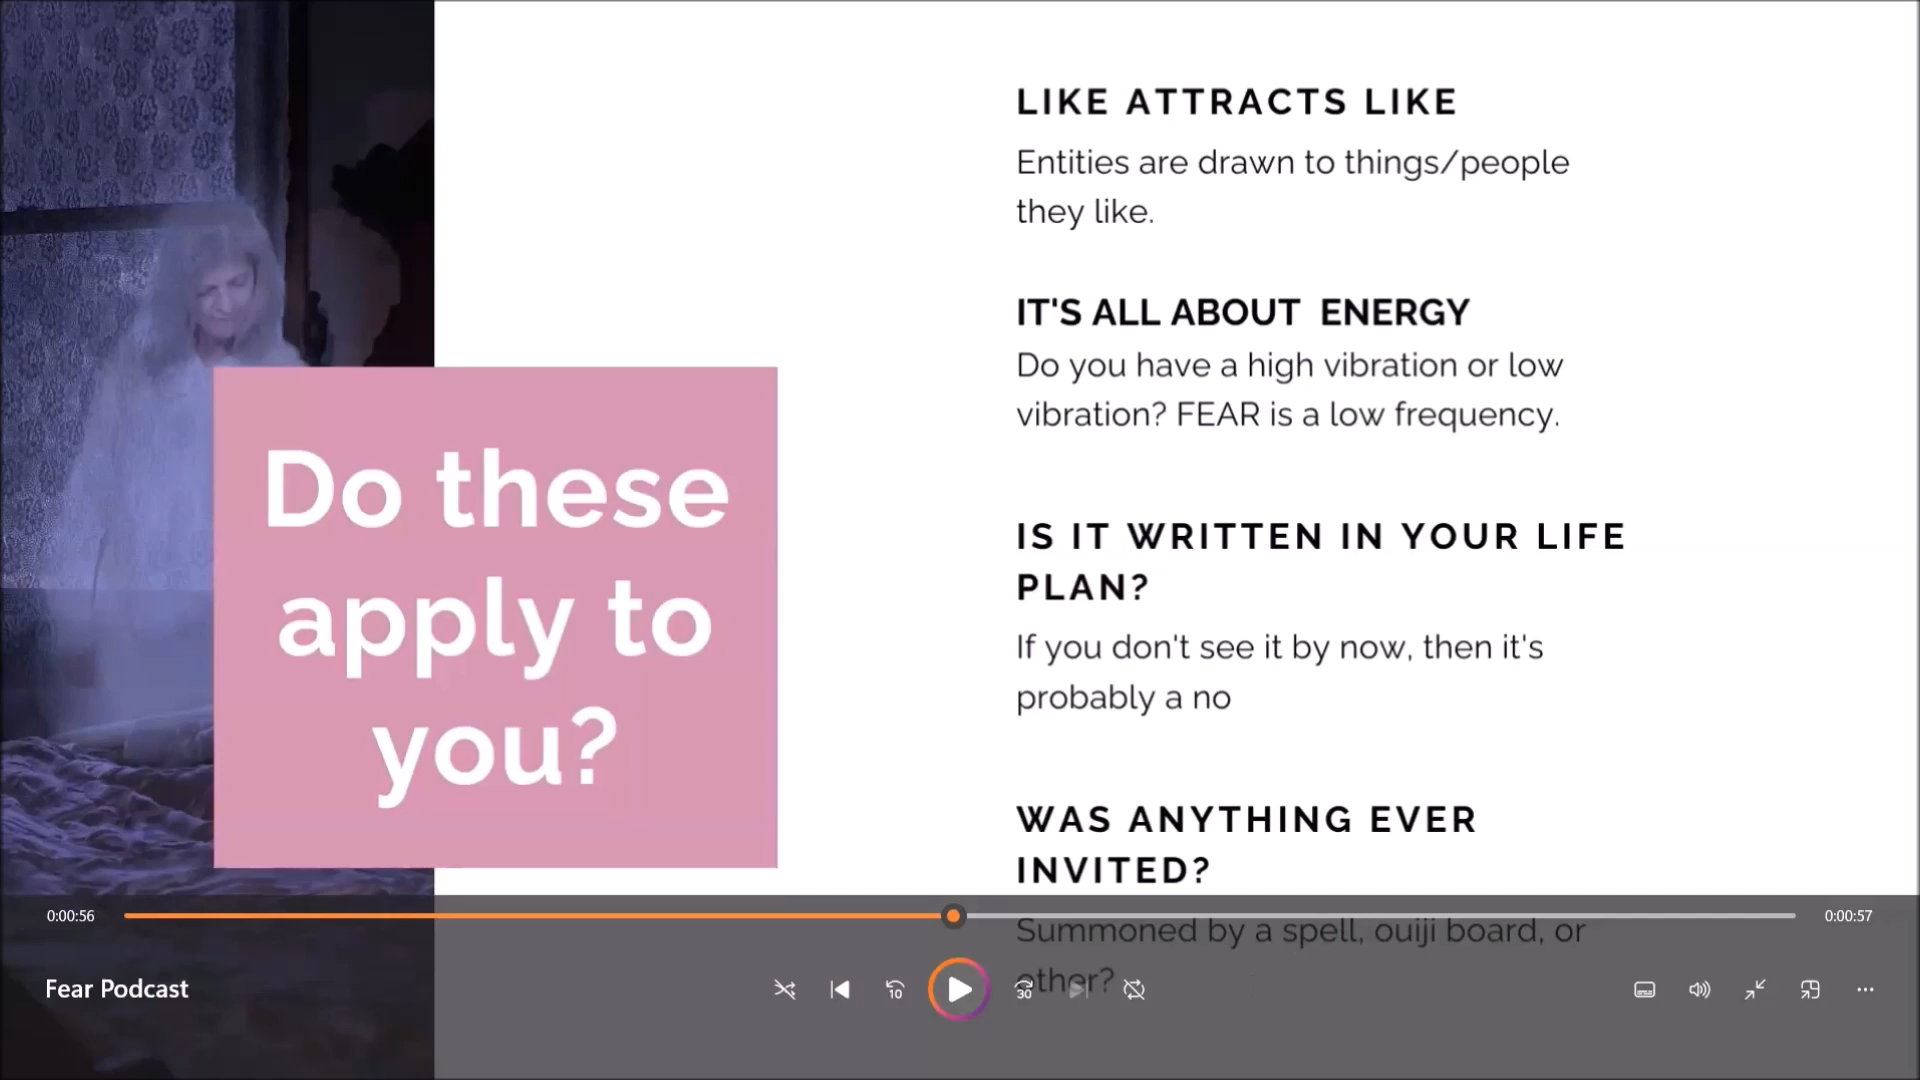 Do these
apply to
you?
LIKE ATTRACTS LIKE
Entities are drawn to things/people
they like.
IT'S ALL ABOUT  ENERGY
Do you have a high vibration or low
vibration? FEAR is a low frequency.
IS IT WRITTEN IN YOUR LIFE
PLAN?
If you don't see it by now, then it's
probably a no
WAS ANYTHING EVER
INVITED?
Summoned by a spell, ouiji board, or
other?
0:00:56
0:00:57
Fear Podcast
10
30